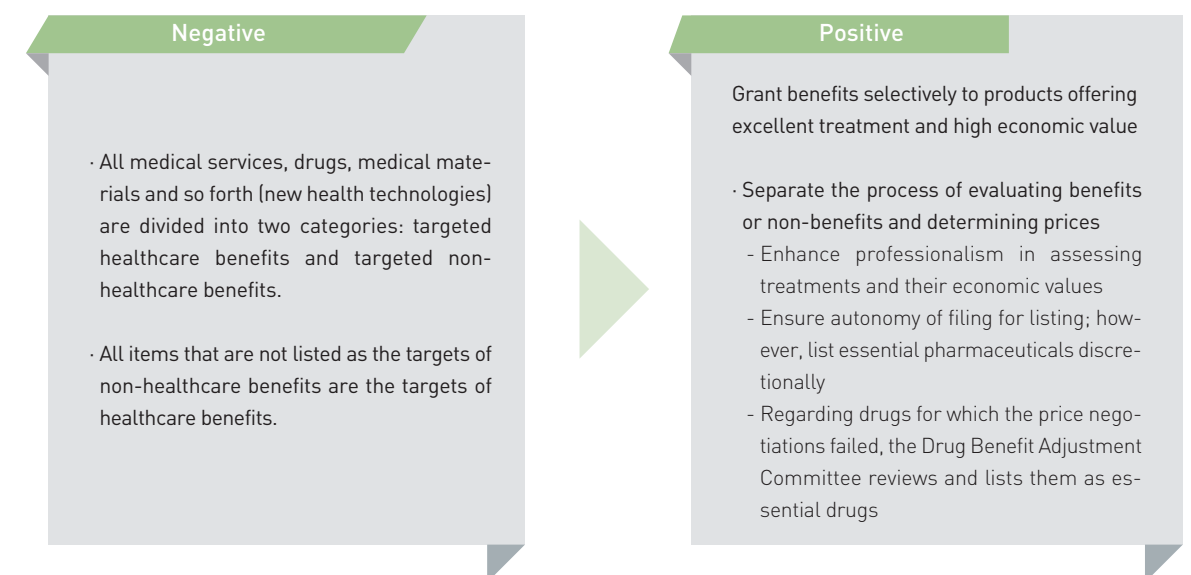 Negative
· All medical services, drugs, medical mate-
rials and so forth (new health technologies)
are divided into two categories: targeted
healthcare benefits and targeted non-
healthcare benefits.
· All items that are not listed as the targets of
non-healthcare benefits are the targets of
healthcare benefits.
Positive
Grant benefits selectively to products offering
excellent treatment and high economic value
· Separate the process of evaluating benefits
or non-benefits and determining prices
- Enhance professionalism in assessing
treatments and their economic values
- Ensure autonomy of filing for listing; how-
ever, list essential pharmaceuticals discre-
tionally
- Regarding drugs for which the price nego-
tiations failed, the Drug Benefit Adjustment
Committee reviews and lists them as es-
sential drugs